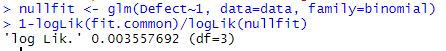 > nullfit <- glm(Defect~1, data=data, family=binomial)
> 1-logLik(fit.common)/logLik(nullfit)
'log Lik.' 0.003557692 (df=3)